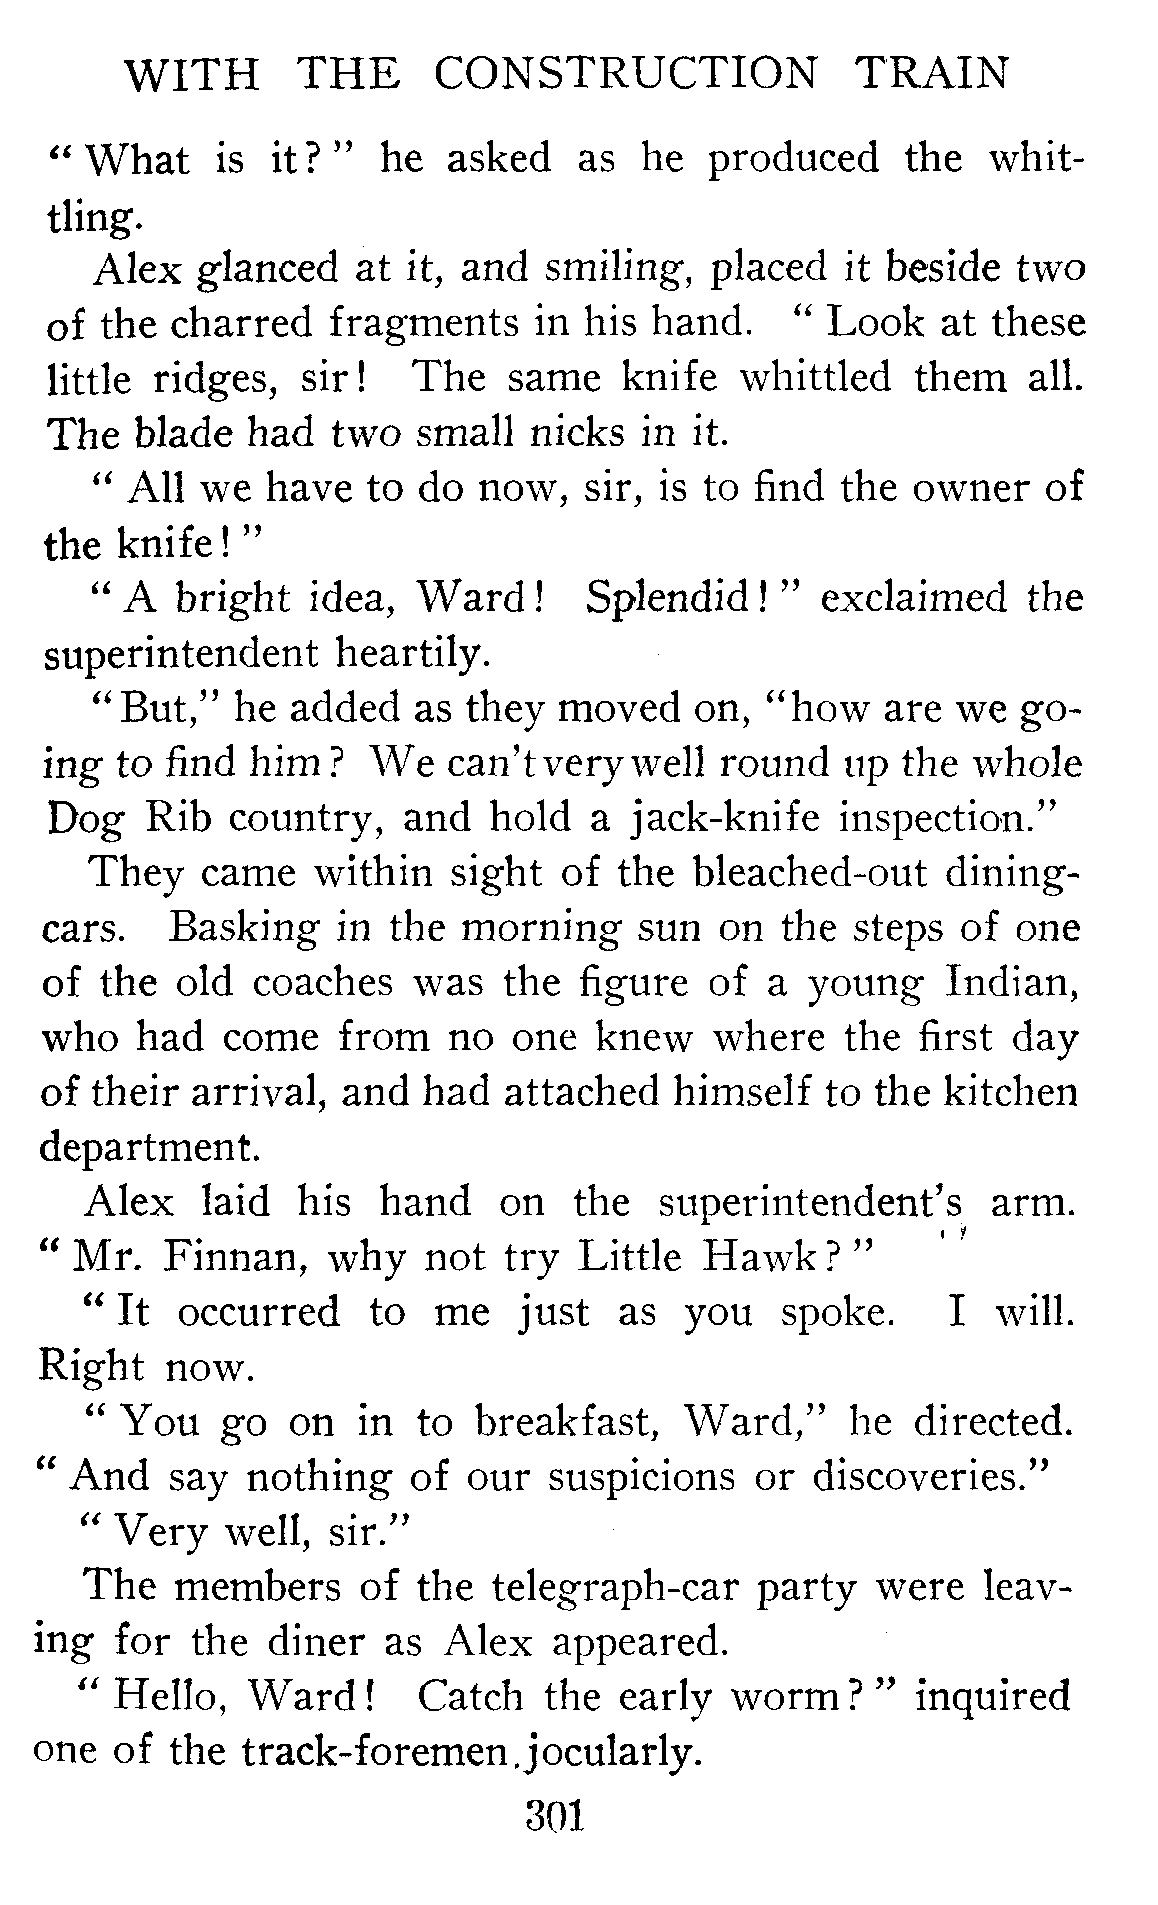 WITH THE CONSTRUCTION TRAIN
“ What is it? ” he asked as he produced the whit-
tling.
Alex glanced at it, and smiling, placed it beside two
of the charred fragments in his hand. “ Look at these
little ridges, sir! The same knife whittled them all.
The blade had two small nicks in it.
“ All we have to do now, sir, is to find the owner of
the knife! ”
“ A bright idea, Ward! Splendid! ” exclaimed the
superintendent heartily.
“ But,” he added as they moved on, “how are we go-
ing to find him? We can't very well round up the whole
Dog Rib country, and hold a jack-knife inspection.”
They came within sight of the bleached-out dining-
cars. Basking in the morning sun on the steps of one
of the old coaches was the figure of a young Indian,
who had come from no one knew where the first day
of their arrival, and had attached himself to the kitchen
department.
Alex laid his hand on the superintendent's arm.
“ Mr. Finnan, why not try Little Hawk? ”
“ It occurred to me just as you spoke. I will.
Right now.
“ You go on in to breakfast, Ward,” he directed.
“ And say nothing of our suspicions or discoveries.”
“ Very well, sir.”
The members of the telegraph-car party were leav-
ing for the diner as Alex appeared.
“ Hello, Ward! Catch the early worm? ” inquired
one of the track-foremen jocularly.
301